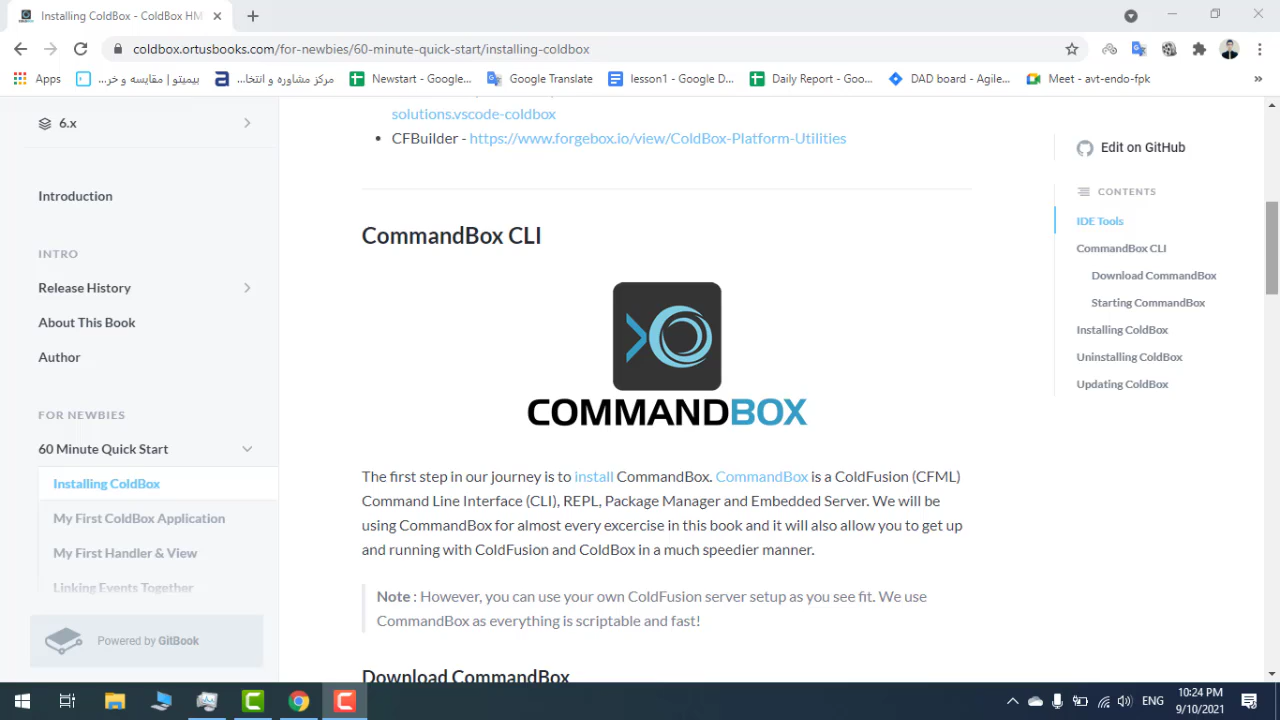 Installing ColdBox - ColdBox HM
coldbox.ortusbooks.com/for-newbies/60-minute-quick-start/installing-coldbox
Apps
بیمیتو | مقایسه و خر...
مرکز مشاوره و انتخا...
Newstart - Google...
Google Translate
lesson1 - Google D...
Daily Report - Goo...
DAD board - Agile...
Meet - avt-endo-fpk
»
6.x
Introduction
INTRO
Release History
About This Book
Author
FOR NEWBIES
60 Minute Quick Start
Installing ColdBox
My First ColdBox Application
My First Handler & View
Linking Events Together
Powered by GitBook
solutions.vscode-coldbox
• CFBuilder - https://www.forgebox.io/view/ColdBox-Platform-Utilities
CommandBox CLI
COMMANDBOX
The first step in our journey is to install CommandBox. CommandBox is a ColdFusion (CFML)
Command Line Interface (CLI), REPL, Package Manager and Embedded Server. We will be
using CommandBox for almost every excercise in this book and it will also allow you to get up
and running with ColdFusion and ColdBox in a much speedier manner.
Note : However, you can use your own ColdFusion server setup as you see fit. We use
CommandBox as everything is scriptable and fast!
Download CommandBox
Edit on GitHub
CONTENTS
IDE Tools
CommandBox CLI
Download CommandBox
Starting CommandBox
Installing ColdBox
Uninstalling ColdBox
Updating ColdBox
ENG
10:24 PM
9/10/2021